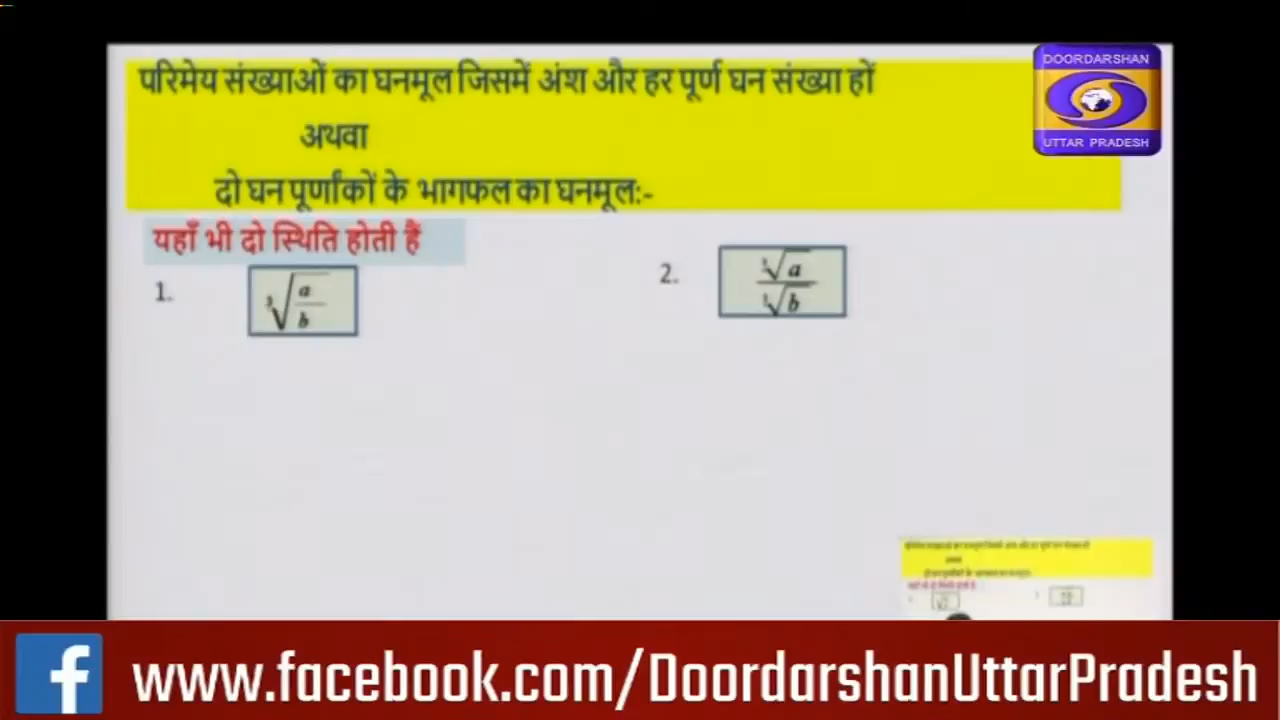 परिमेय संख्याओं का घनमूल जिसमें अंश और हर पूर्ण घन संख्या हों
अथवा
दो घन पूर्णांकों के भागफल का घनमूल:-
यहाँ भी दो स्थिति होती है
1. ∛(a/b)
2. ∛a/∛b
DOORDARSHAN
UTTAR PRADESH
f www.facebook.com/DoordarshanUttarPradesh